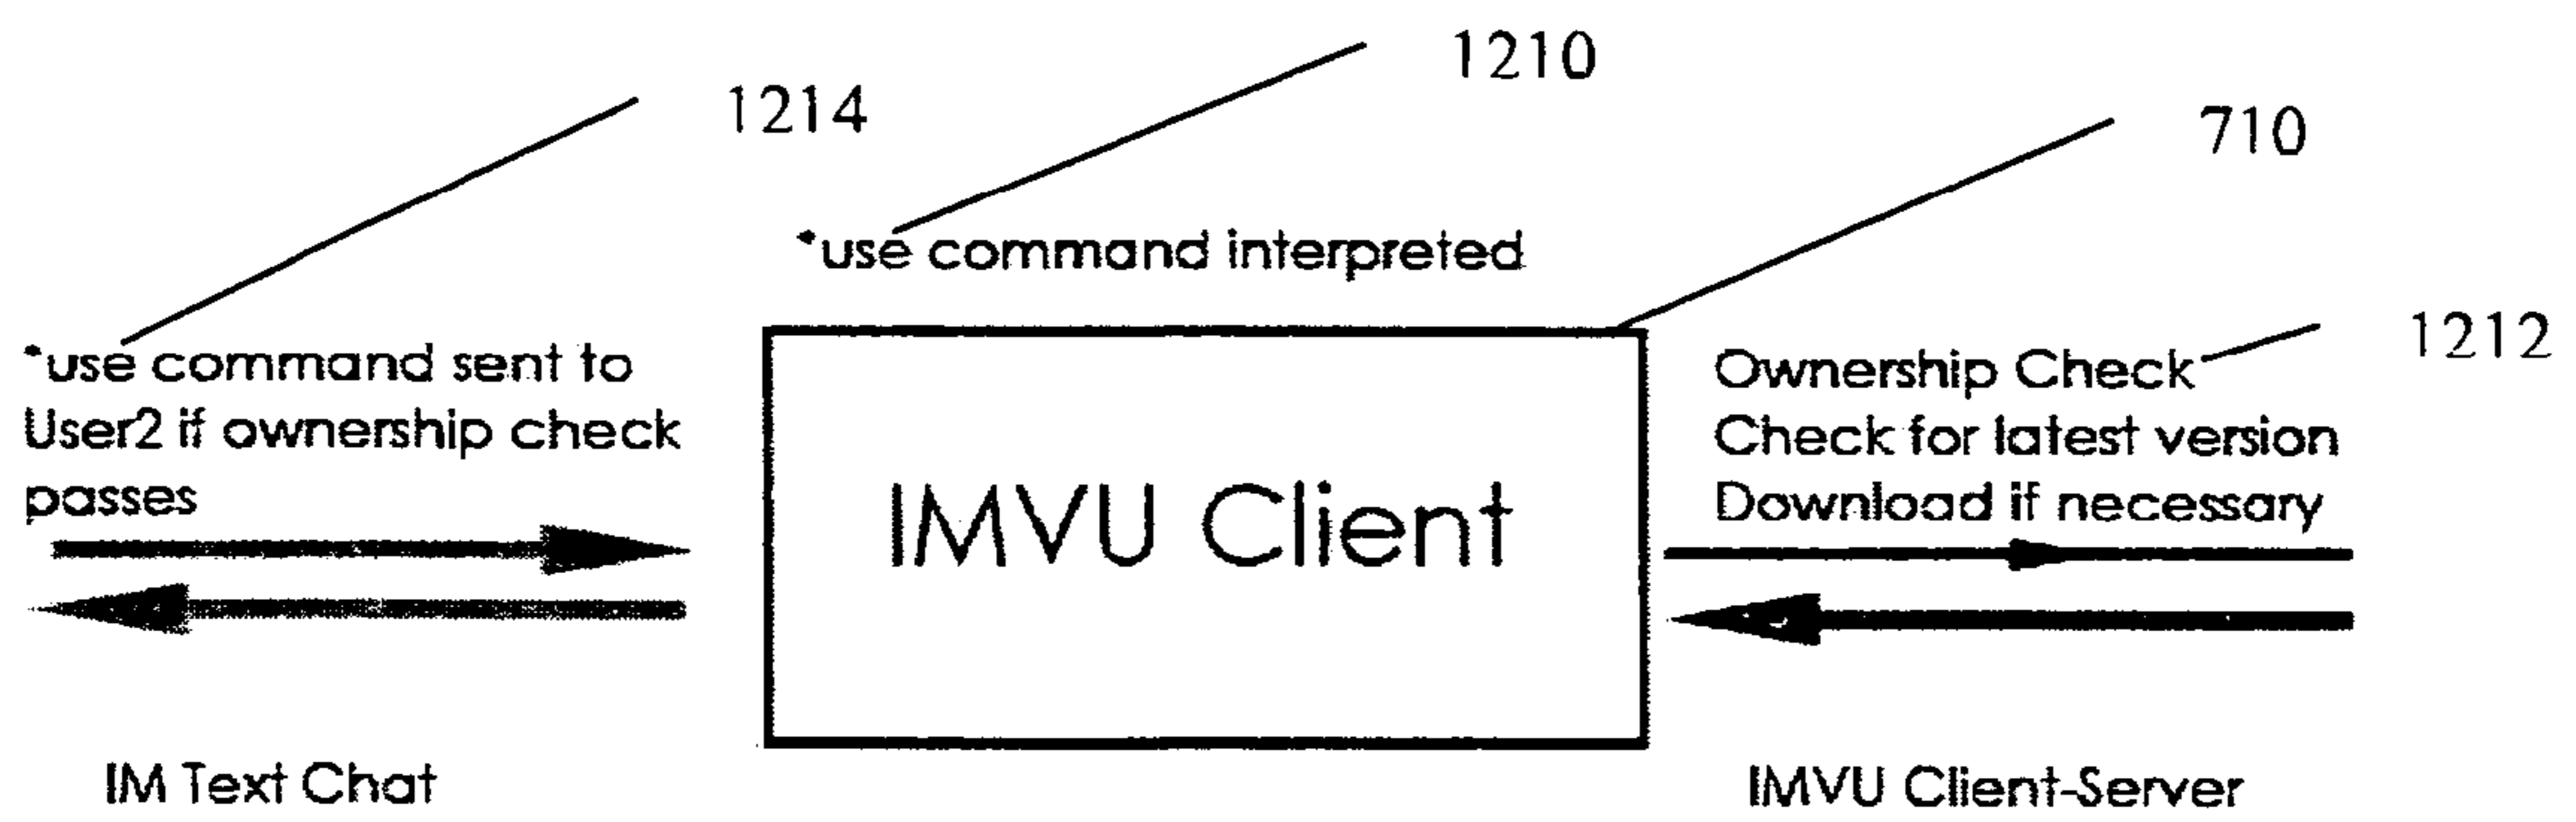 1210
1214
710
*use command interpreted
1212
*use command sent to
User2 if ownership check
passes
Ownership Check
Check for latest version
Download if necessary
IMVU Client
IM Text Chat
IMVU Client-Server